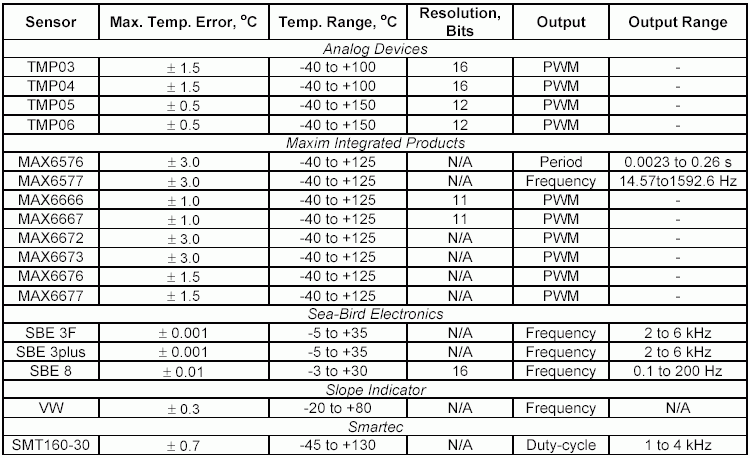 Sensor Max. Temp. Error, °C Temp. Range, °C Resolution, Bits Output Output Range
Analog Devices
TMP03 ± 1.5 -40 to +100 16 PWM -
TMP04 ± 1.5 -40 to +100 16 PWM -
TMP05 ± 0.5 -40 to +150 12 PWM -
TMP06 ± 0.5 -40 to +150 12 PWM -
Maxim Integrated Products
MAX6576 ± 3.0 -40 to +125 N/A Period 0.0023 to 0.26 s
MAX6577 ± 3.0 -40 to +125 N/A Frequency 14.57to1592.6 Hz
MAX6666 ± 1.0 -40 to +125 11 PWM -
MAX6667 ± 1.0 -40 to +125 11 PWM -
MAX6672 ± 3.0 -40 to +125 N/A PWM -
MAX6673 ± 3.0 -40 to +125 N/A PWM -
MAX6676 ± 1.5 -40 to +125 N/A PWM -
MAX6677 ± 1.5 -40 to +125 N/A PWM -
Sea-Bird Electronics
SBE 3F ± 0.001 -5 to +35 N/A Frequency 2 to 6 kHz
SBE 3plus ± 0.001 -5 to +35 N/A Frequency 2 to 6 kHz
SBE 8 ± 0.01 -3 to +30 16 Frequency 0.1 to 200 Hz
Slope Indicator
VW ± 0.3 -20 to +80 N/A Frequency N/A
Smartec
SMT160-30 ± 0.7 -45 to +130 N/A Duty-cycle 1 to 4 kHz